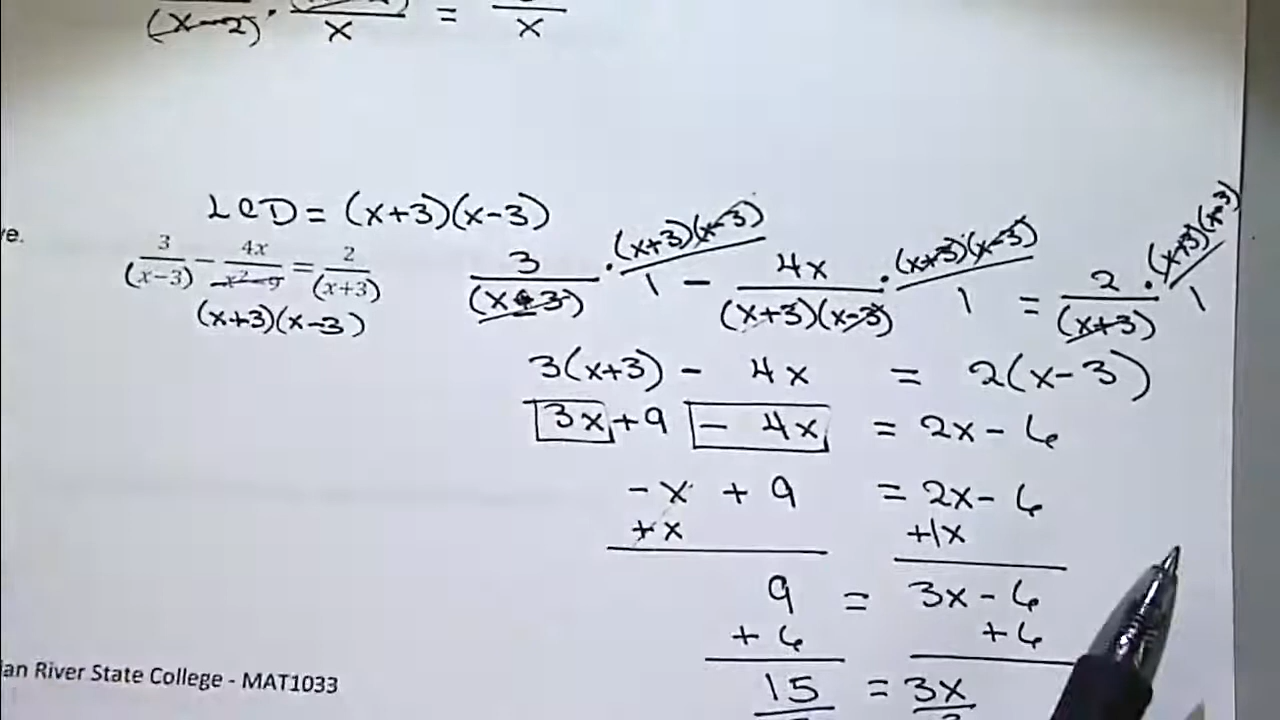 (x-2) · x = x
LCD = (x+3)(x-3)
ve.
3/(x-3) - 4x/x²-9 = 2/(x+3)
(x+3)(x-3)
3/(x-3) · (x+3)(x-3)/1 - 4x/(x+3)(x-3) · (x+3)(x-3)/1 = 2/(x+3) · (x+3)(x-3)/1
3(x+3) - 4x = 2(x-3)
3x+9 - 4x = 2x-6
-x + 9 = 2x-6
+x +1x
9 = 3x-6
+6 +6
15 = 3x
an River State College - MAT1033